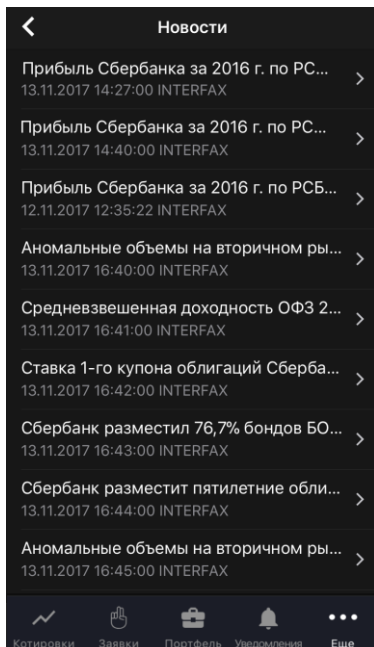 Новости
Прибыль Сбербанка за 2016 г. по РС...
13.11.2017 14:27:00 INTERFAX
Прибыль Сбербанка за 2016 г. по РС...
13.11.2017 14:40:00 INTERFAX
Прибыль Сбербанка за 2016 г. по РСБ...
12.11.2017 12:35:22 INTERFAX
Аномальные объемы на вторичном ры...
13.11.2017 16:40:00 INTERFAX
Средневзвешенная доходность ОФЗ 2...
13.11.2017 16:41:00 INTERFAX
Ставка 1-го купона облигаций Сберба...
13.11.2017 16:42:00 INTERFAX
Сбербанк разместил 76,7% бондов БО...
13.11.2017 16:43:00 INTERFAX
Сбербанк разместит пятилетние обли...
13.11.2017 16:44:00 INTERFAX
Аномальные объемы на вторичном ры...
13.11.2017 16:45:00 INTERFAX
Котировки Заявки Портфель Уведомления Еще